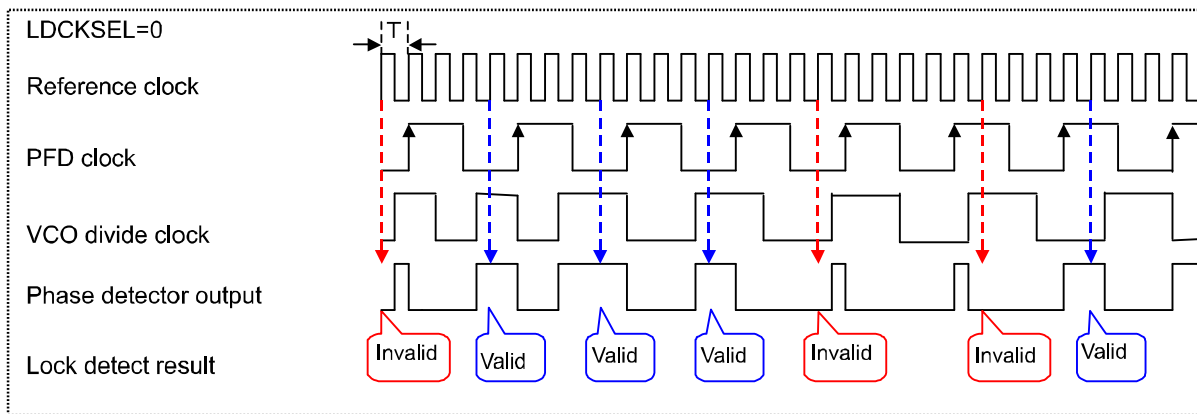 LDCKSEL=0
T
Reference clock
PFD clock
VCO divide clock
Phase detector output
Lock detect result
Invalid
Valid
Valid
Valid
Invalid
Invalid
Valid